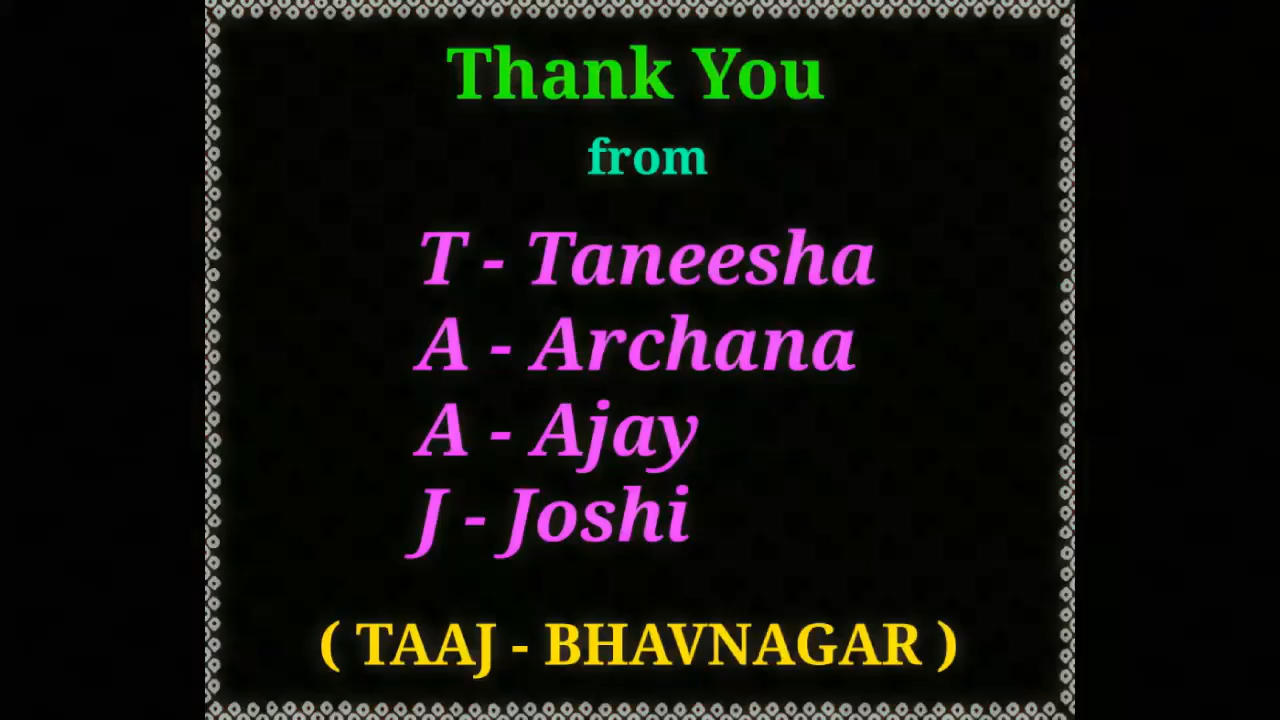 Thank You
from
T - Taneesha
A - Archana
A - Ajay
J - Joshi
( TAAJ - BHAVNAGAR )